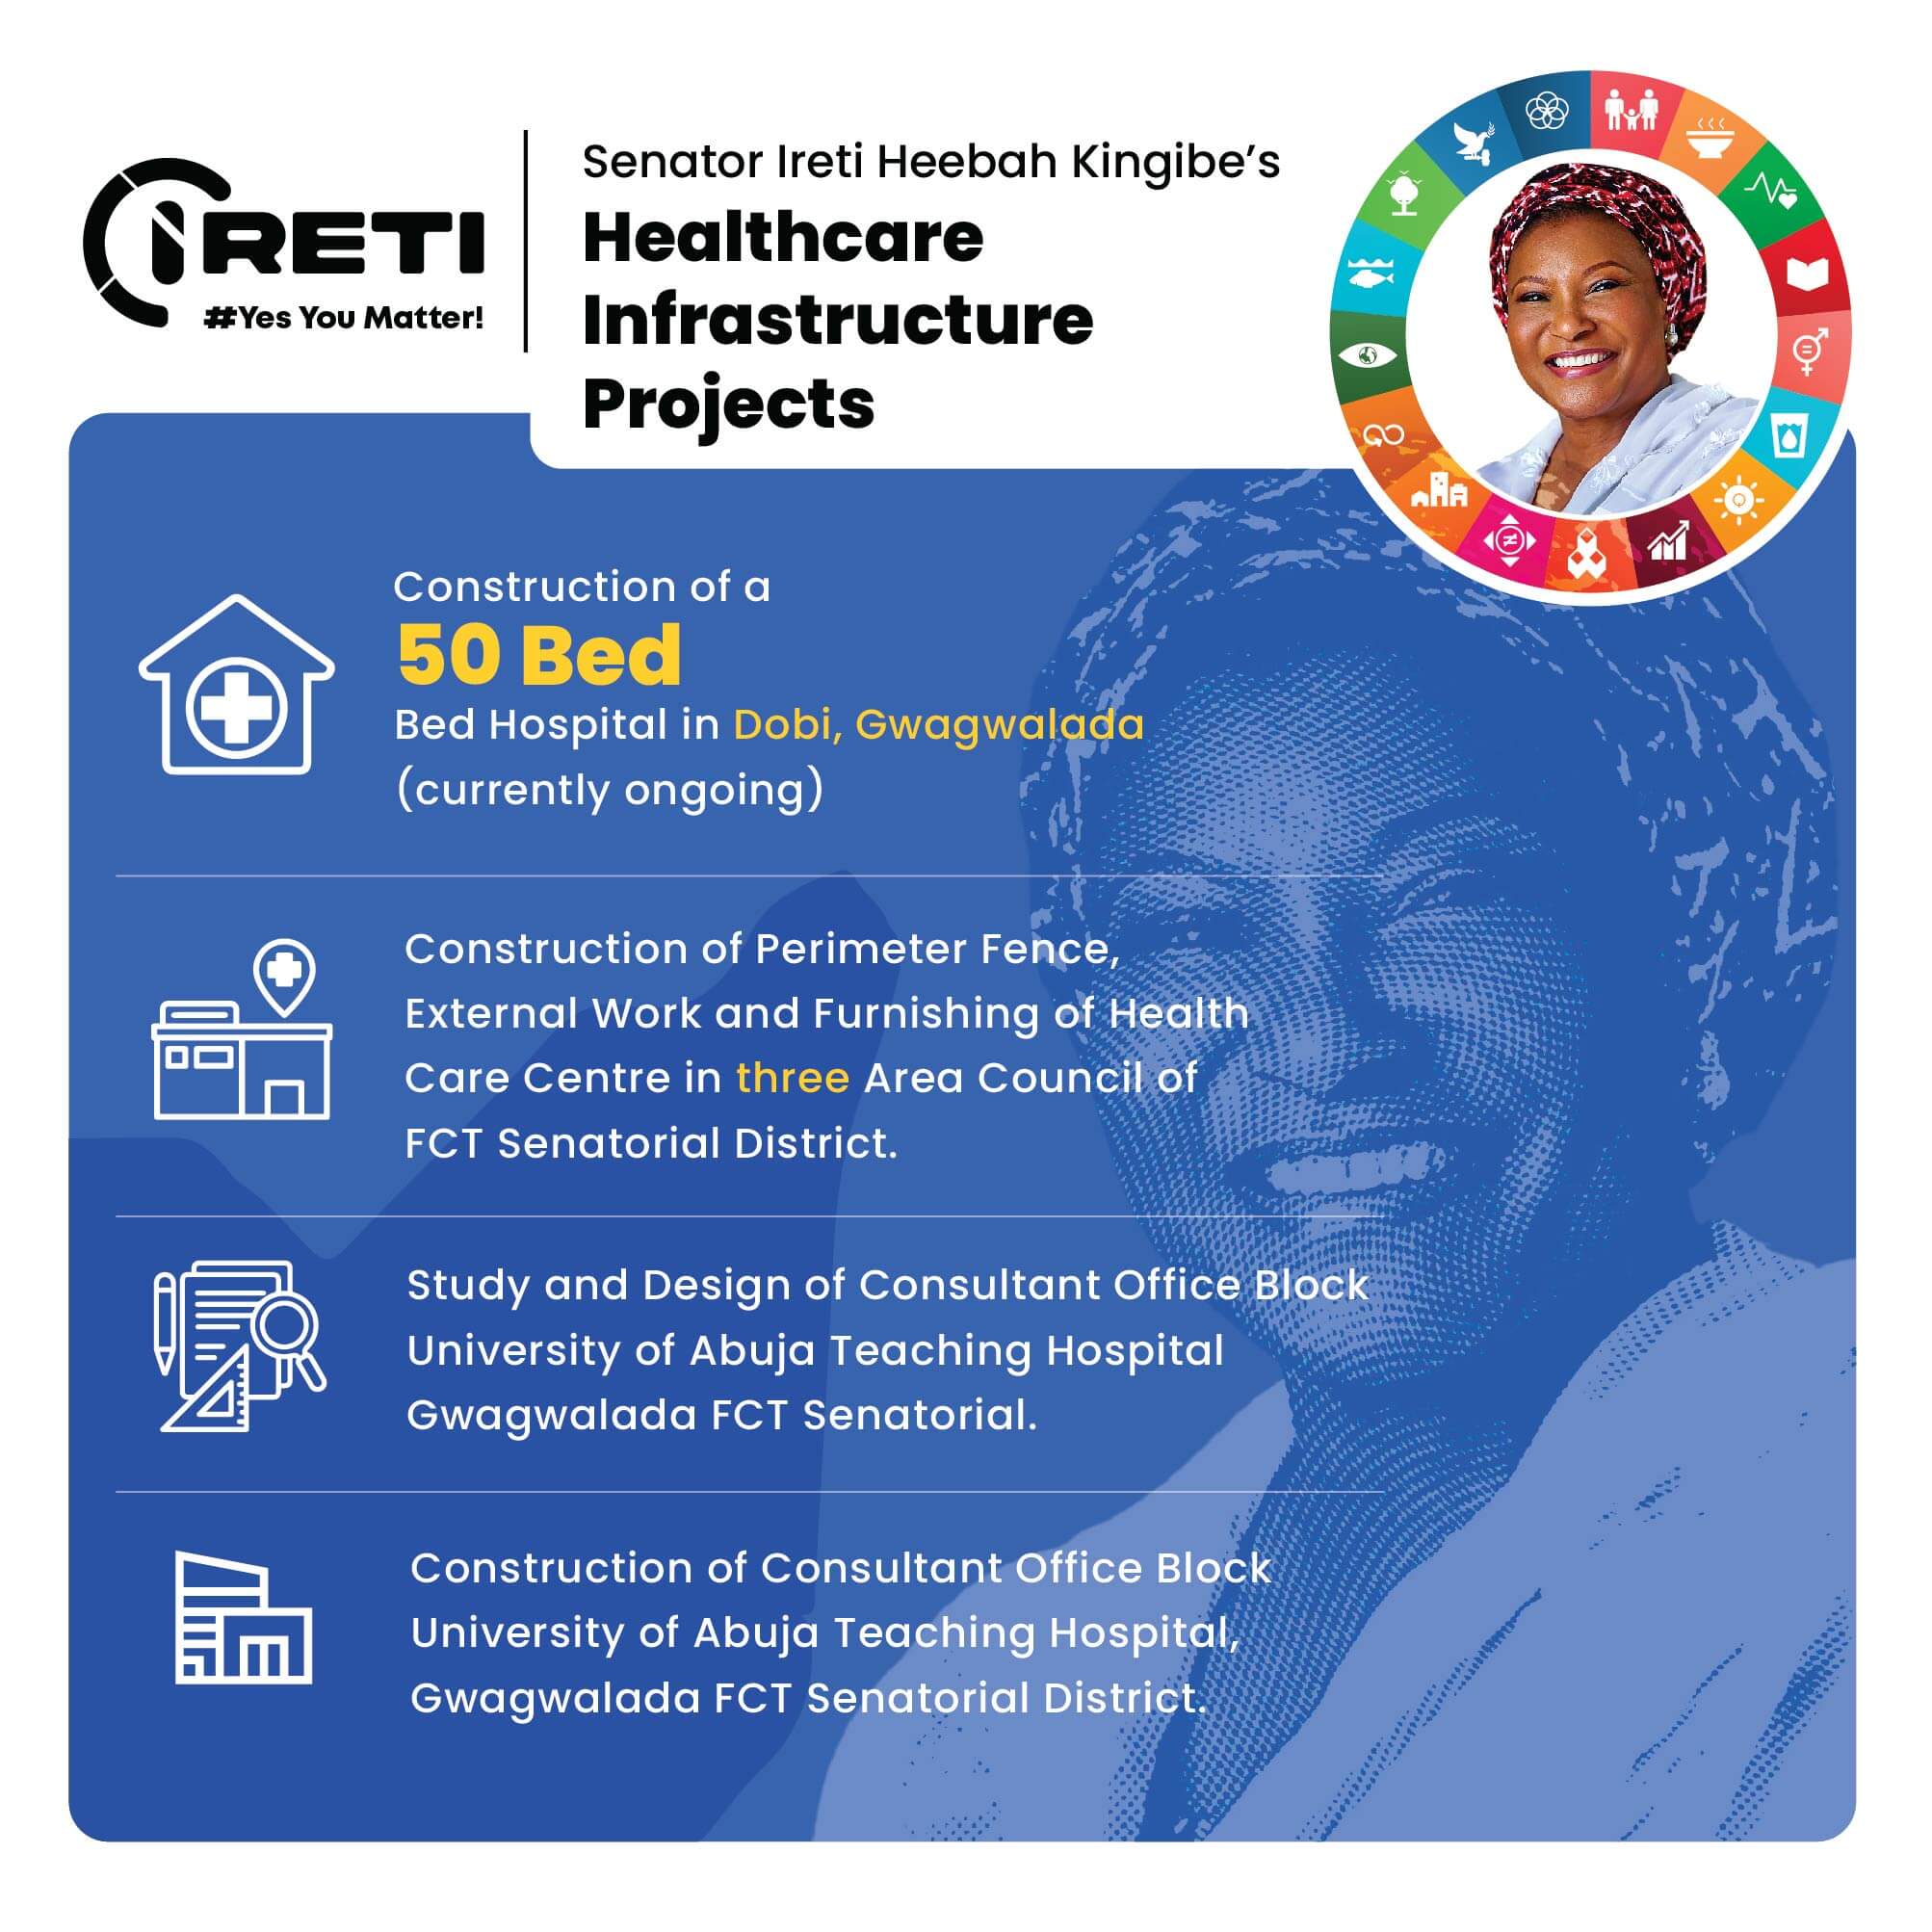 IRETI
#Yes You Matter!
Senator Ireti Heebah Kingibe’s
Healthcare
Infrastructure
Projects
Construction of a
50 Bed
Bed Hospital in Dobi, Gwagwalada
(currently ongoing)
Construction of Perimeter Fence,
External Work and Furnishing of Health
Care Centre in three Area Council of
FCT Senatorial District.
Study and Design of Consultant Office Block
University of Abuja Teaching Hospital
Gwagwalada FCT Senatorial.
Construction of Consultant Office Block
University of Abuja Teaching Hospital,
Gwagwalada FCT Senatorial District.